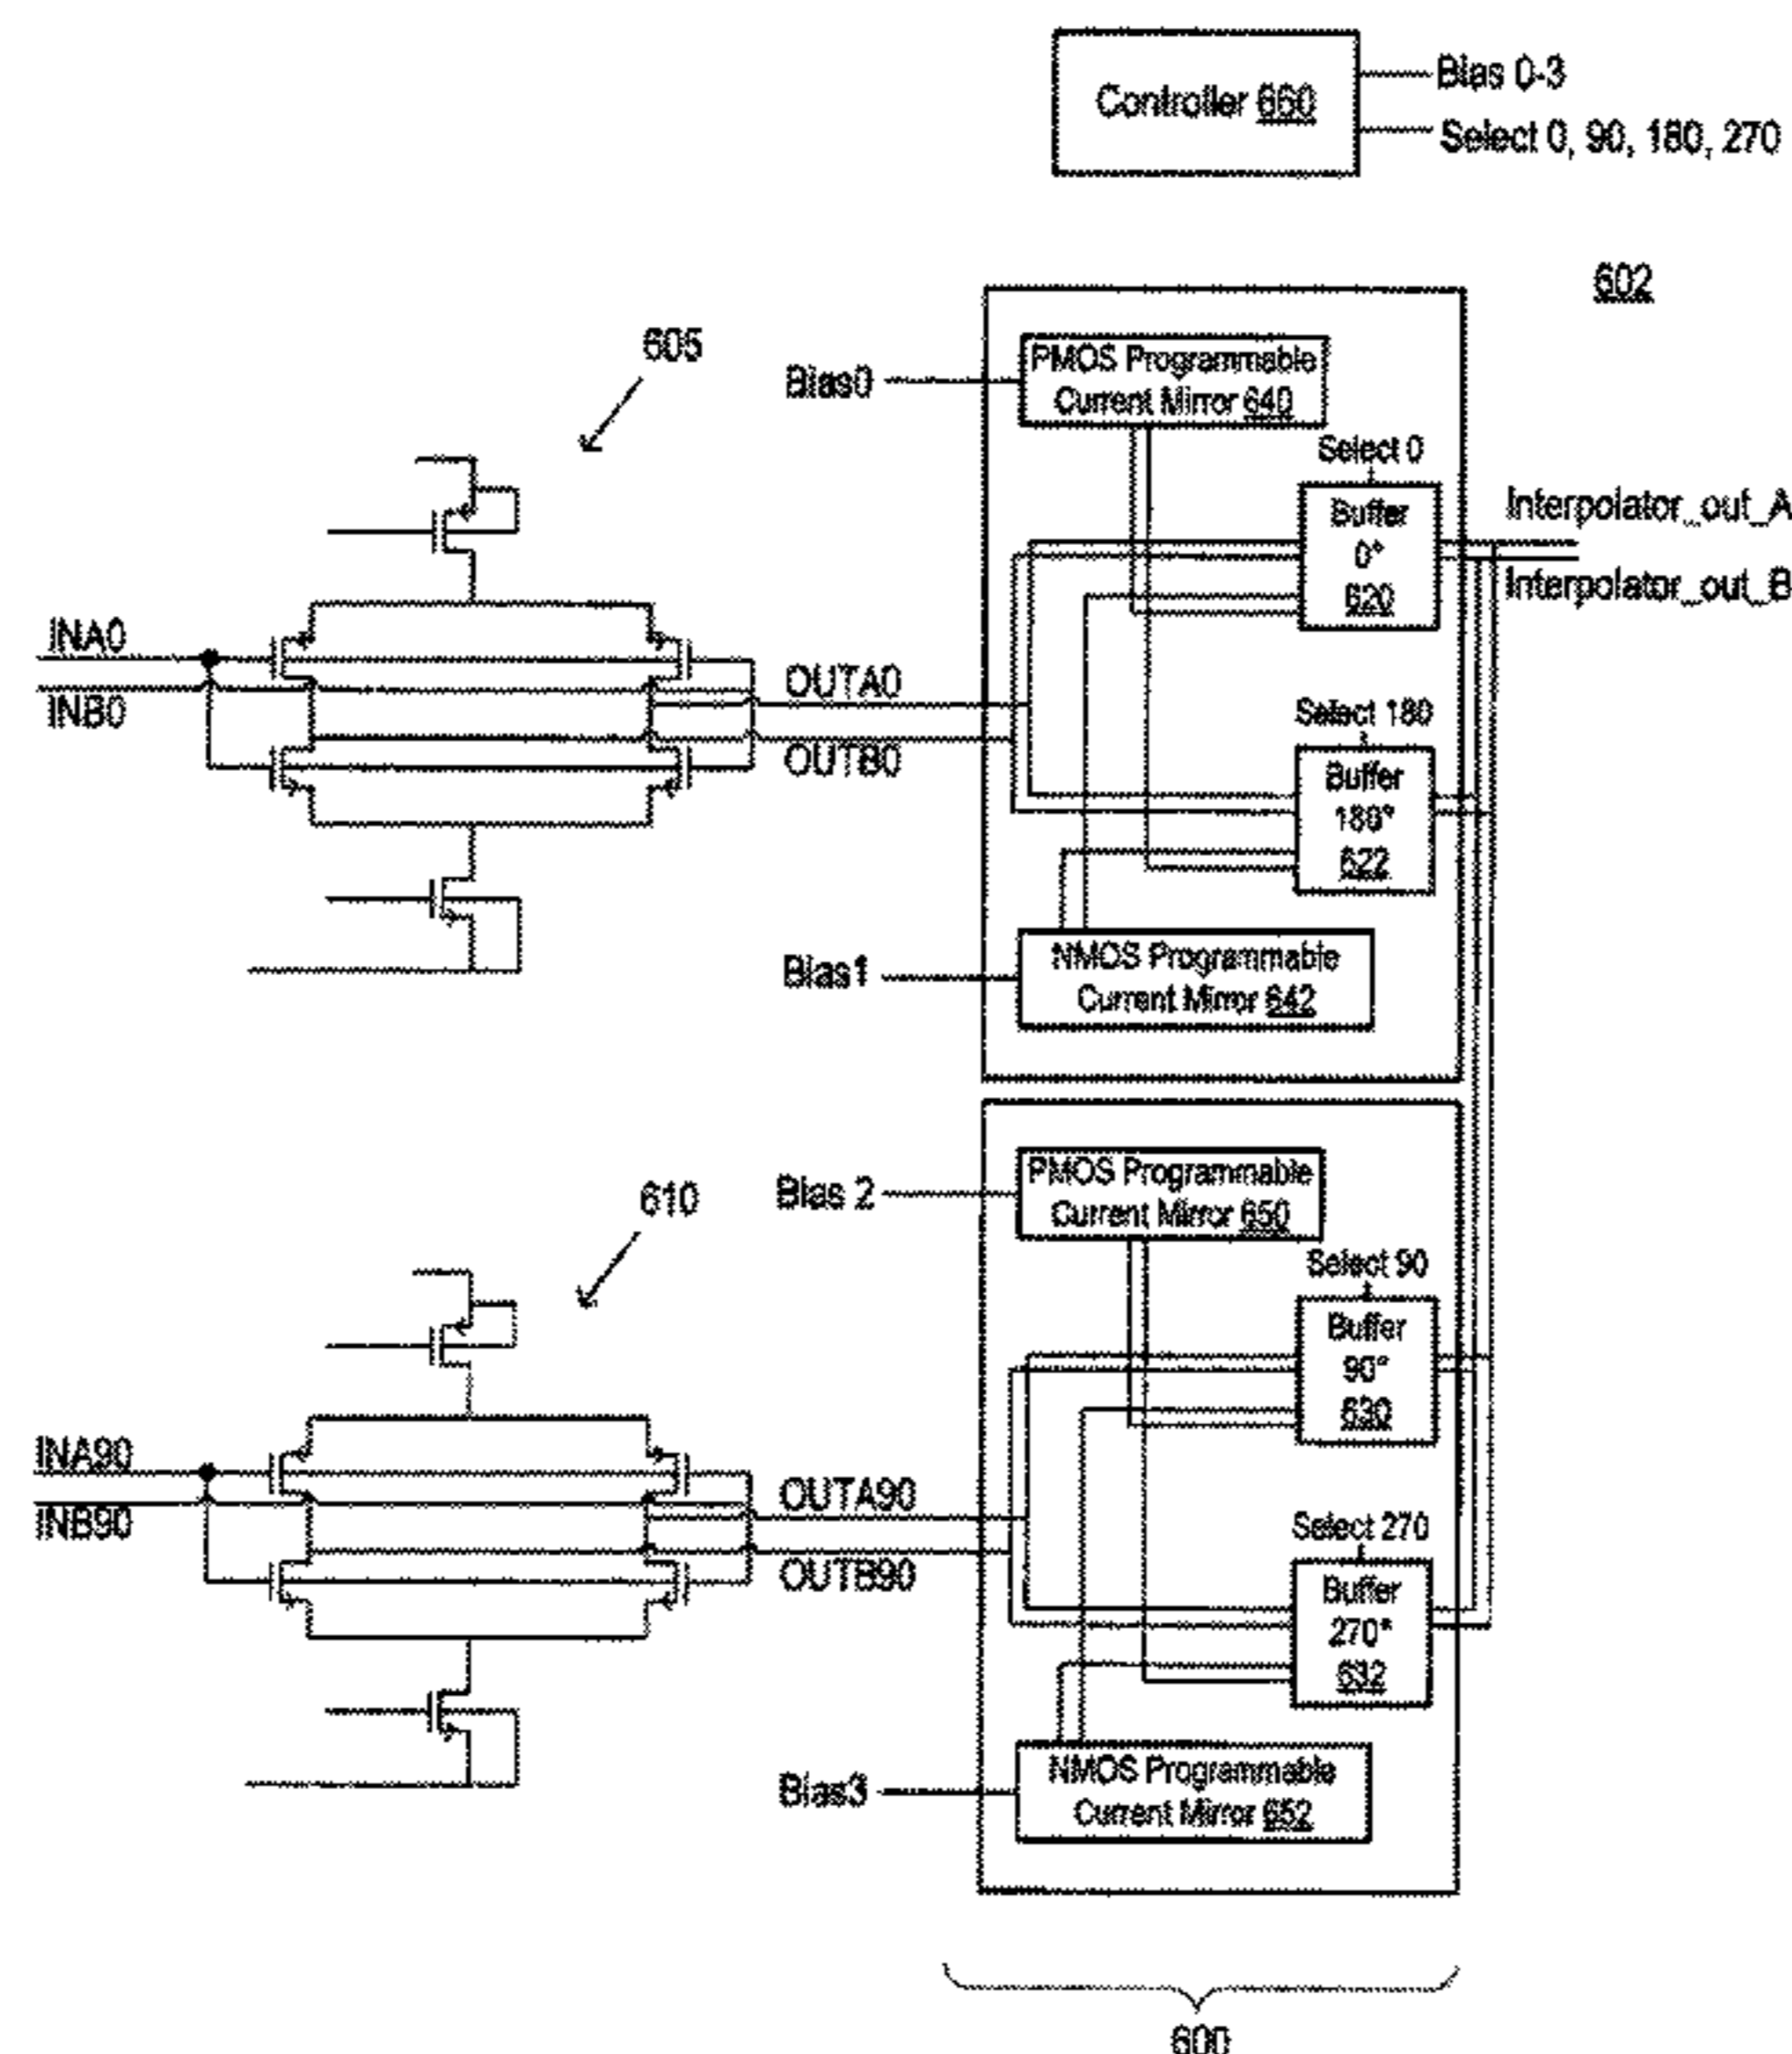 Controller 660
Bias 0-3
Select 0, 90, 180, 270
602
605
Bias0
PMOS Programmable
Current Mirror 640
Select 0
Buffer
0°
620
Interpolator_out_A
Interpolator_out_B
INA0
INB0
OUTA0
OUTB0
Select 180
Buffer
180°
622
Bias1
NMOS Programmable
Current Mirror 642
610
Bias 2
PMOS Programmable
Current Mirror 650
Select 90
Buffer
90°
630
INA90
INB90
OUTA90
OUTB90
Select 270
Buffer
270°
632
Bias3
NMOS Programmable
Current Mirror 652
600